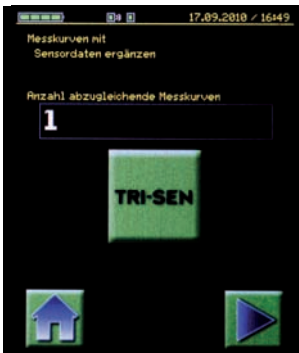 17.09.2010 / 16:49
Messkurven mit
Sensordaten ergänzen
Anzahl abzugleichende Messkurven
1
TRI-SEN